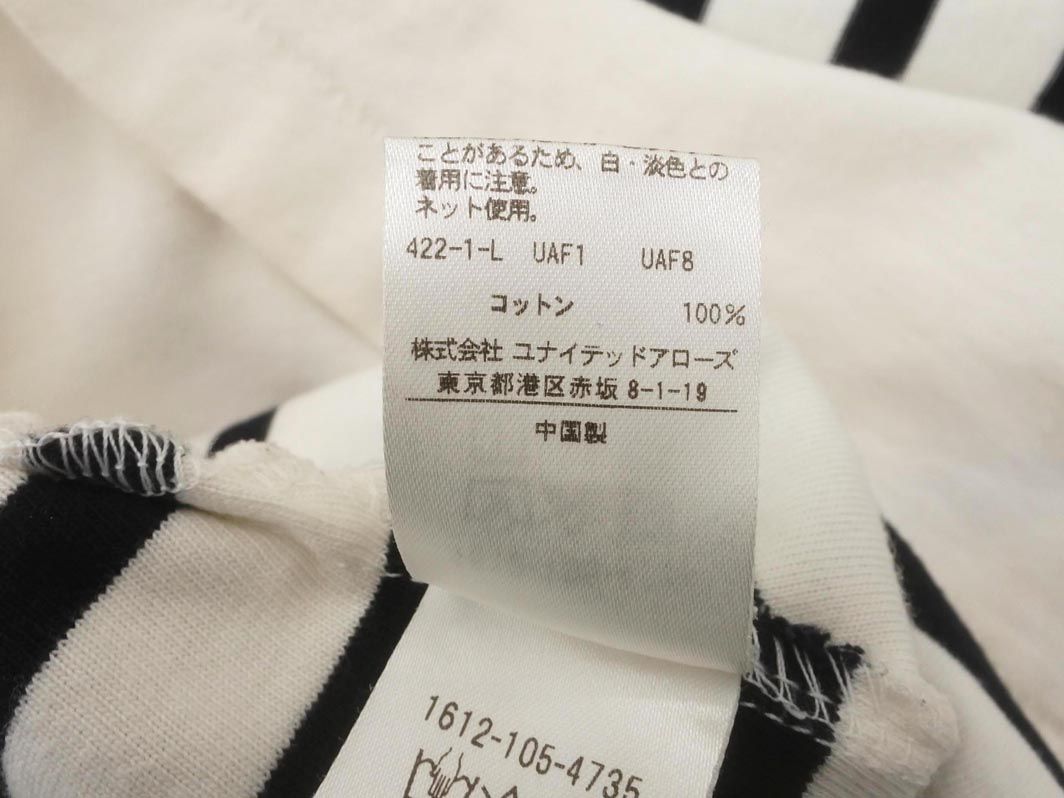 ことがあるため、白・淡色との
着用に注意。
ネット使用。
422-1-L UAF1 UAF8
コットン 100%
株式会社 ユナイテッドアローズ
東京都港区赤坂 8-1-19
中国製
1612-105-4735